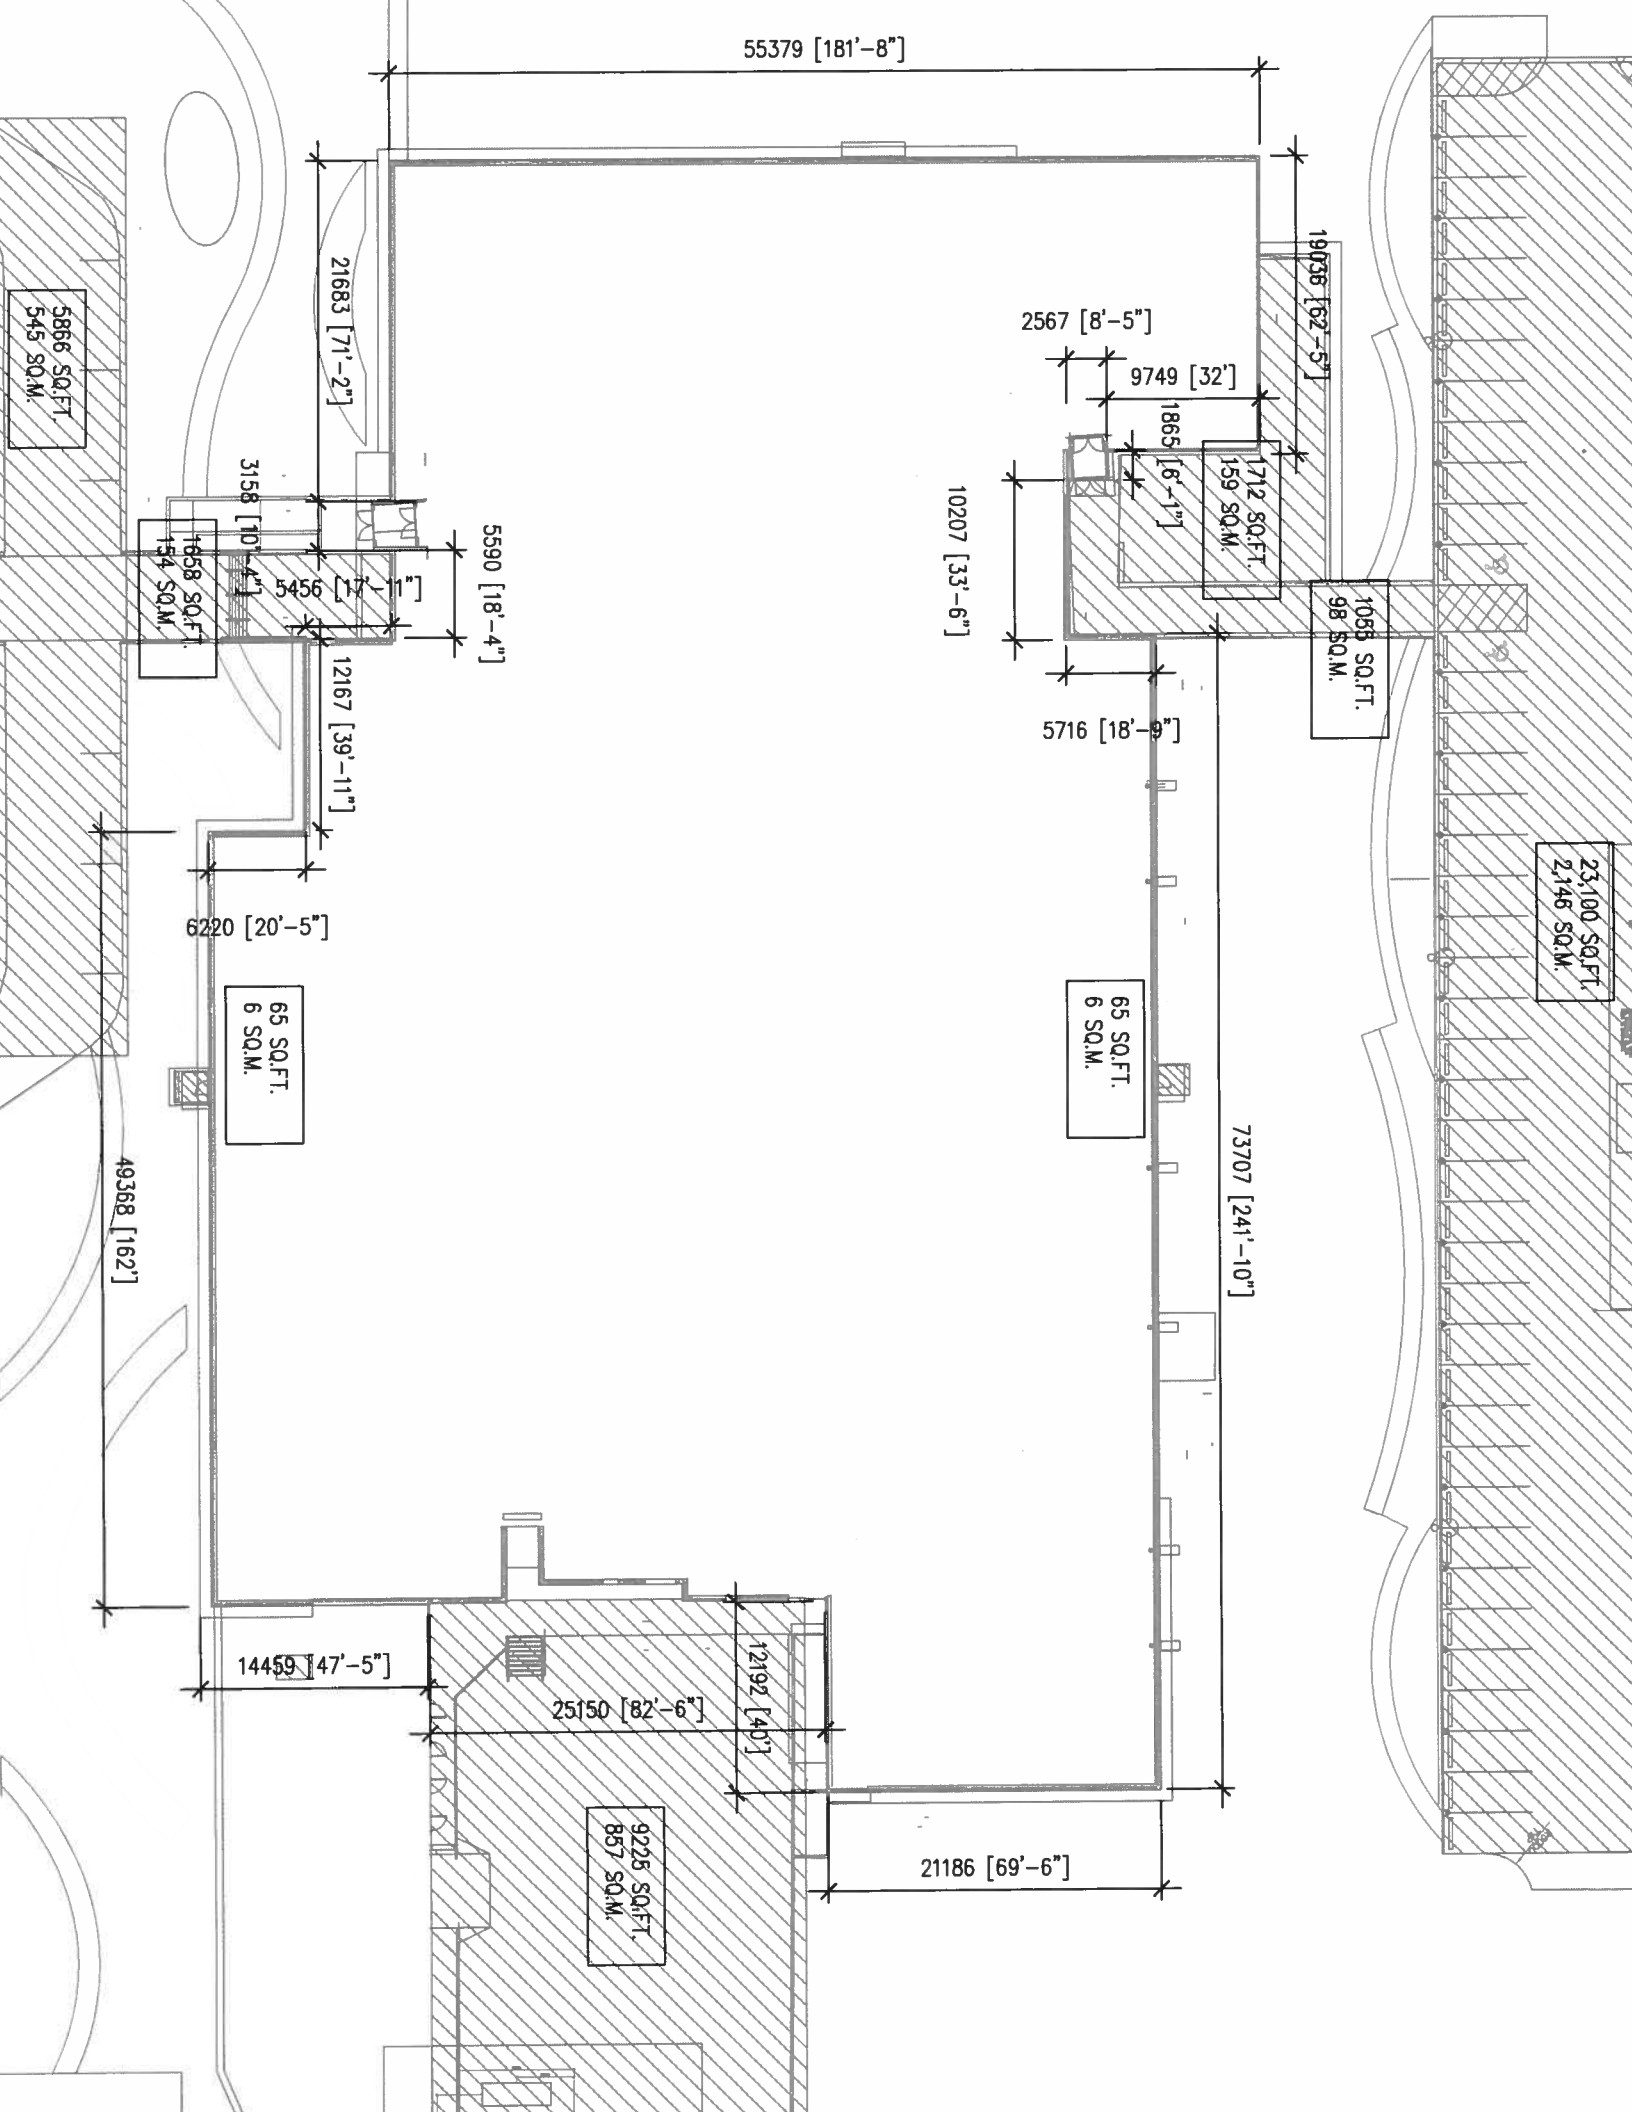 55379 [181'-8"]
19036 [62'-5"]
21683 [71'-2"]
2567 [8'-5"]
9749 [32']
1865 [6'-1"]
5866 SQ.FT.
545 SQ.M.
1712 SQ.FT.
159 SQ.M.
3158 [10'-4"]
10207 [33'-6"]
5590 [18'-4"]
1658 SQ.FT.
154 SQ.M.
5456 [17'-11"]
1055 SQ.FT.
98 SQ.M.
12167 [39'-11"]
5716 [18'-9"]
23,100 SQ.FT.
2,146 SQ.M.
6220 [20'-5"]
65 SQ.FT.
6 SQ.M.
65 SQ.FT.
6 SQ.M.
49368 [162']
73707 [241'-10"]
14459 [47'-5"]
25150 [82'-6"]
12192 [40']
9225 SQ.FT.
857 SQ.M.
21186 [69'-6"]